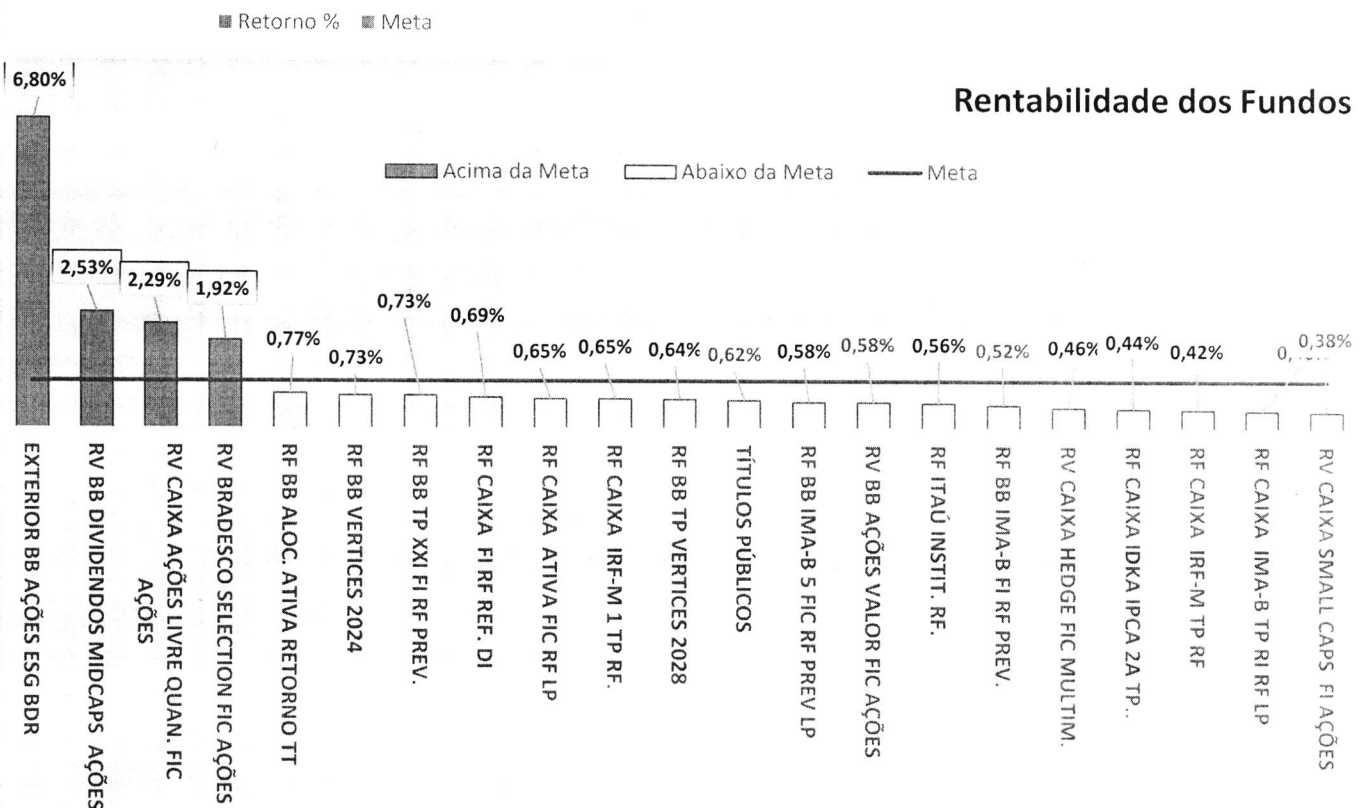 Retorno % Meta
Rentabilidade dos Fundos
Acima da Meta Abaixo da Meta Meta
6,80%
2,53%
2,29%
1,92%
0,77%
0,73%
0,73%
0,69%
0,65%
0,65%
0,64%
0,62%
0,58%
0,58%
0,56%
0,52%
0,46%
0,44%
0,42%
0,38%
EXTERIOR BB AÇÕES ESG BDR
RV BB DIVIDENDOS MIDCAPS AÇÕES
RV CAIXA AÇÕES LIVRE QUAN. FIC
AÇÕES
RV BRADESCO SELECTION FIC AÇÕES
RF BB ALOC. ATIVA RETORNO TT
RF BB VERTICES 2024
RF BB TP XXI FI RF PREV.
RF CAIXA FI RF REF. DI
RF CAIXA ATIVA FIC RF LP
RF CAIXA IRF-M 1 TP RF.
RF BB TP VERTICES 2028
TÍTULOS PÚBLICOS
RF BB IMA-B 5 FIC RF PREV LP
RV BB AÇÕES VALOR FIC AÇÕES
RF ITAÚ INSTIT. RF.
RF BB IMA-B FI RF PREV.
RV CAIXA HEDGE FIC MULTIM.
RF CAIXA IDKA IPCA 2A TP..
RF CAIXA IRF-M TP RF
RF CAIXA IMA-B TP RI RF LP
RV CAIXA SMALL CAPS FI AÇÕES